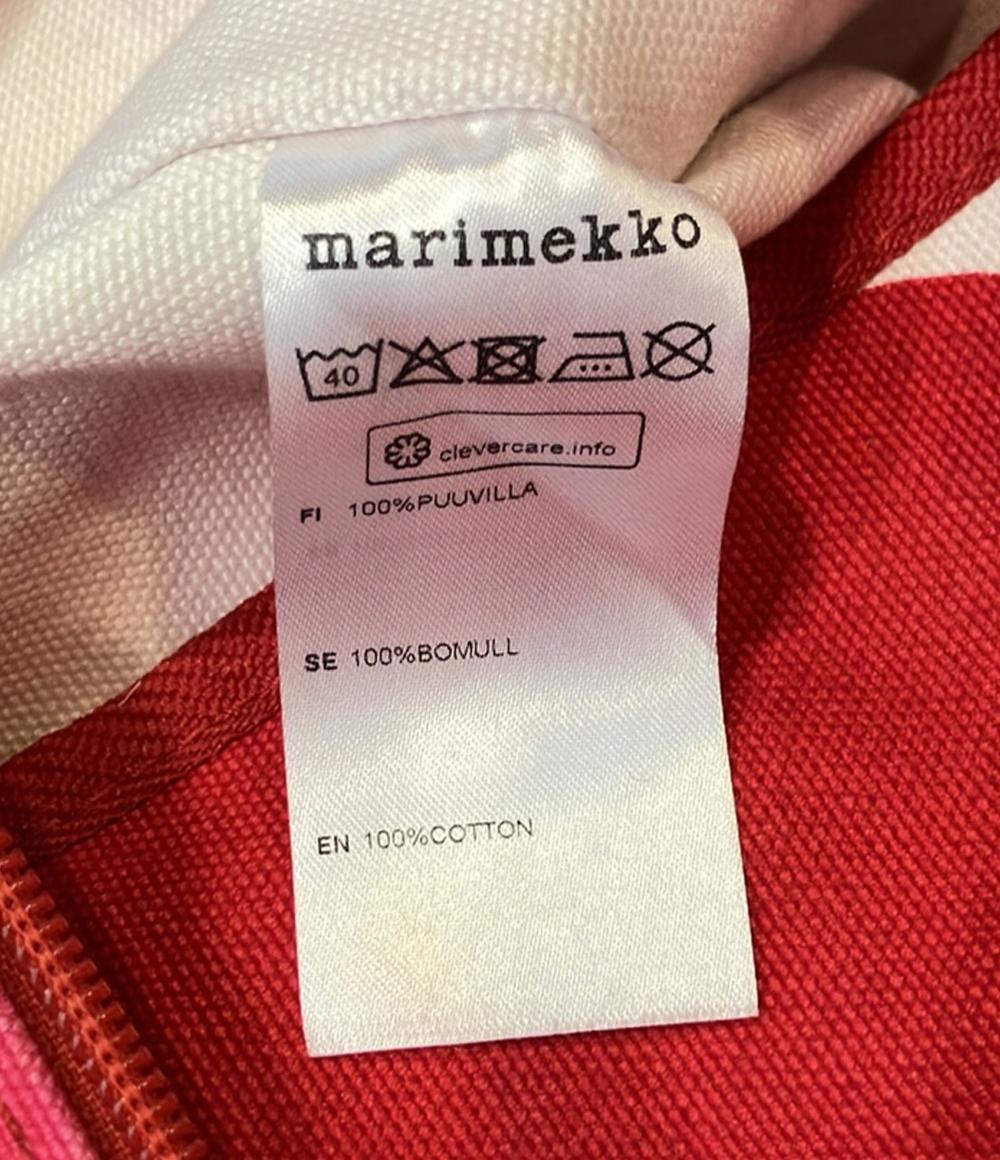 marimekko
40
clevercare.info
FI 100%PUUVILLA
SE 100%BOMULL
EN 100%COTTON